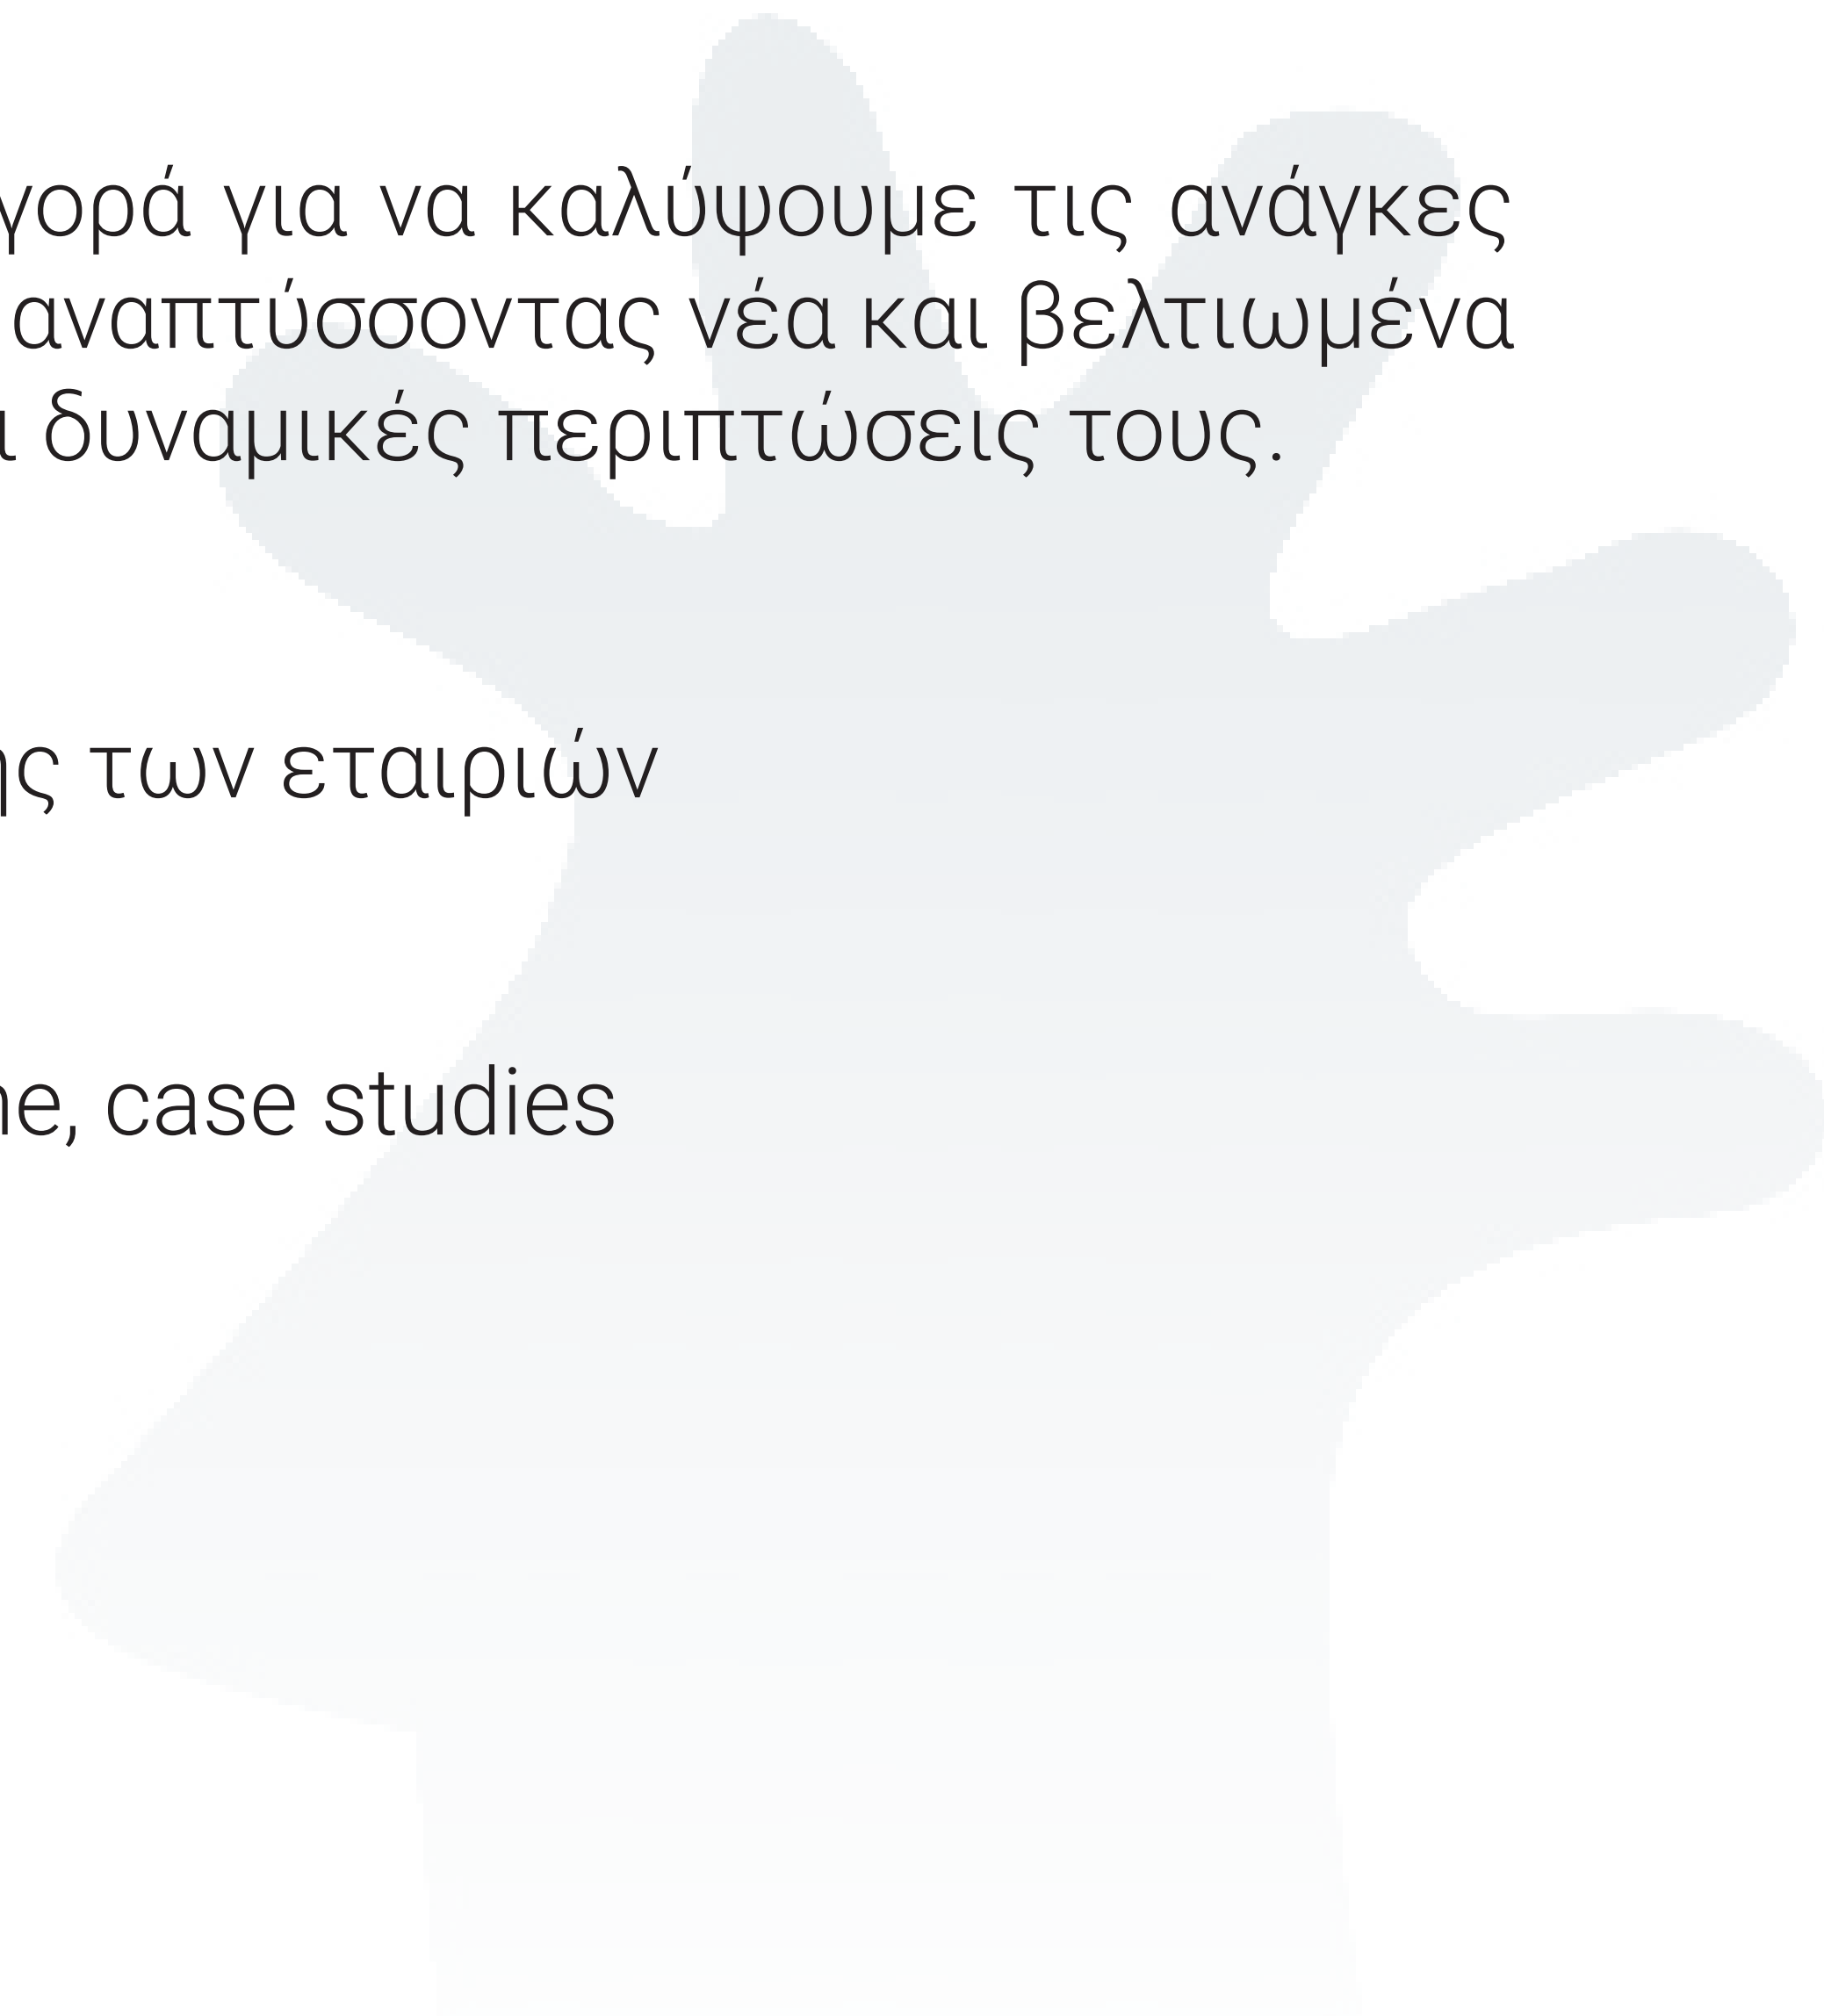 γορά για να καλύψουμε τις ανάγκες
αναπτύσσοντας νέα και βελτιωμένα
δυναμικές περιπτώσεις τους.
ης των εταιριών
ne, case studies